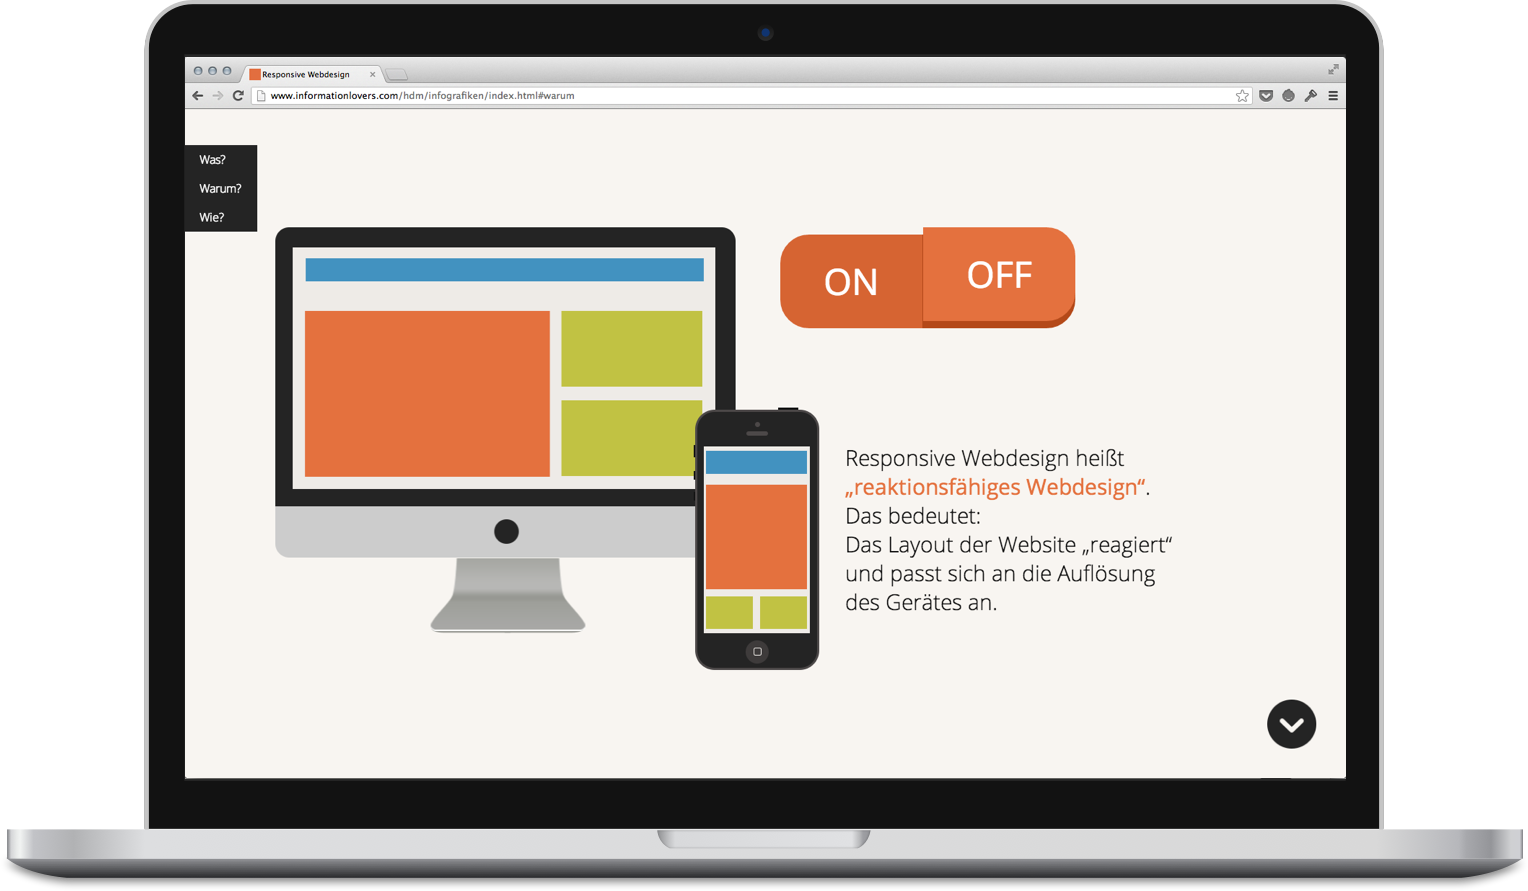 Responsive Webdesign
www.informationlovers.com/hdm/infografiken/index.html#warum
Was?
Warum?
Wie?
ON
OFF
Responsive Webdesign heißt
„reaktionsfähiges Webdesign“.
Das bedeutet:
Das Layout der Website „reagiert“
und passt sich an die Auflösung
des Gerätes an.